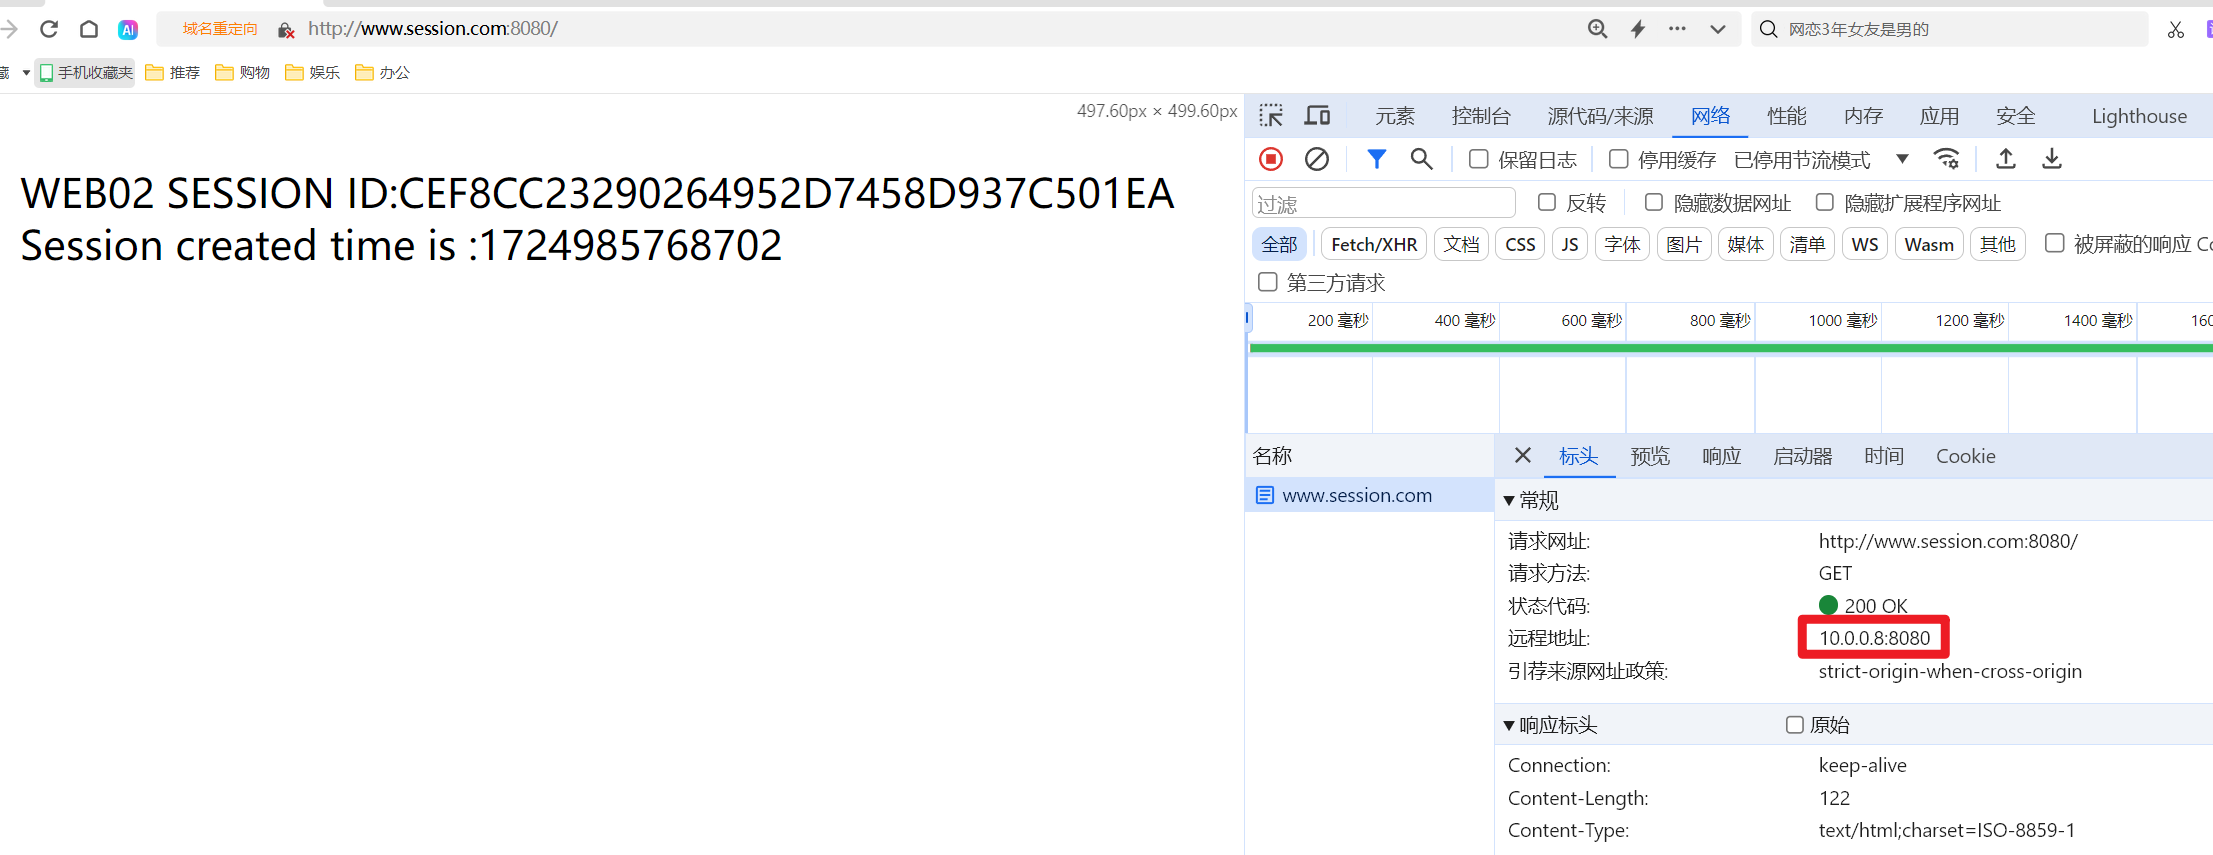 AI 域名重定向 http://www.session.com:8080/ 网恋3年女友是男的
藏 手机收藏夹 推荐 购物 娱乐 办公
497.60px × 499.60px
WEB02 SESSION ID:CEF8CC23290264952D7458D937C501EA
Session created time is :1724985768702
元素 控制台 源代码/来源 网络 性能 内存 应用 安全 Lighthouse
保留日志 停用缓存 已停用节流模式
过滤 反转 隐藏数据网址 隐藏扩展程序网址
全部 Fetch/XHR 文档 CSS JS 字体 图片 媒体 清单 WS Wasm 其他 被屏蔽的响应 Co
第三方请求
200 毫秒 400 毫秒 600 毫秒 800 毫秒 1000 毫秒 1200 毫秒 1400 毫秒 160
名称 标头 预览 响应 启动器 时间 Cookie
www.session.com
常规
请求网址: http://www.session.com:8080/
请求方法: GET
状态代码: 200 OK
远程地址: 10.0.0.8:8080
引荐来源网址政策: strict-origin-when-cross-origin
响应标头 原始
Connection: keep-alive
Content-Length: 122
Content-Type: text/html;charset=ISO-8859-1